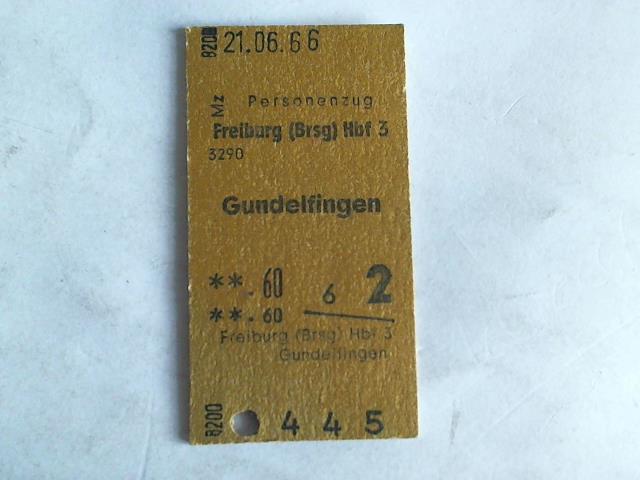 8200 21.06.66
Mz Personenzug
Freiburg (Brsg) Hbf 3
3290
Gundelfingen
**.60
**.60 6 2
Freiburg (Brsg) Hbf 3
Gundelfingen
8200 445